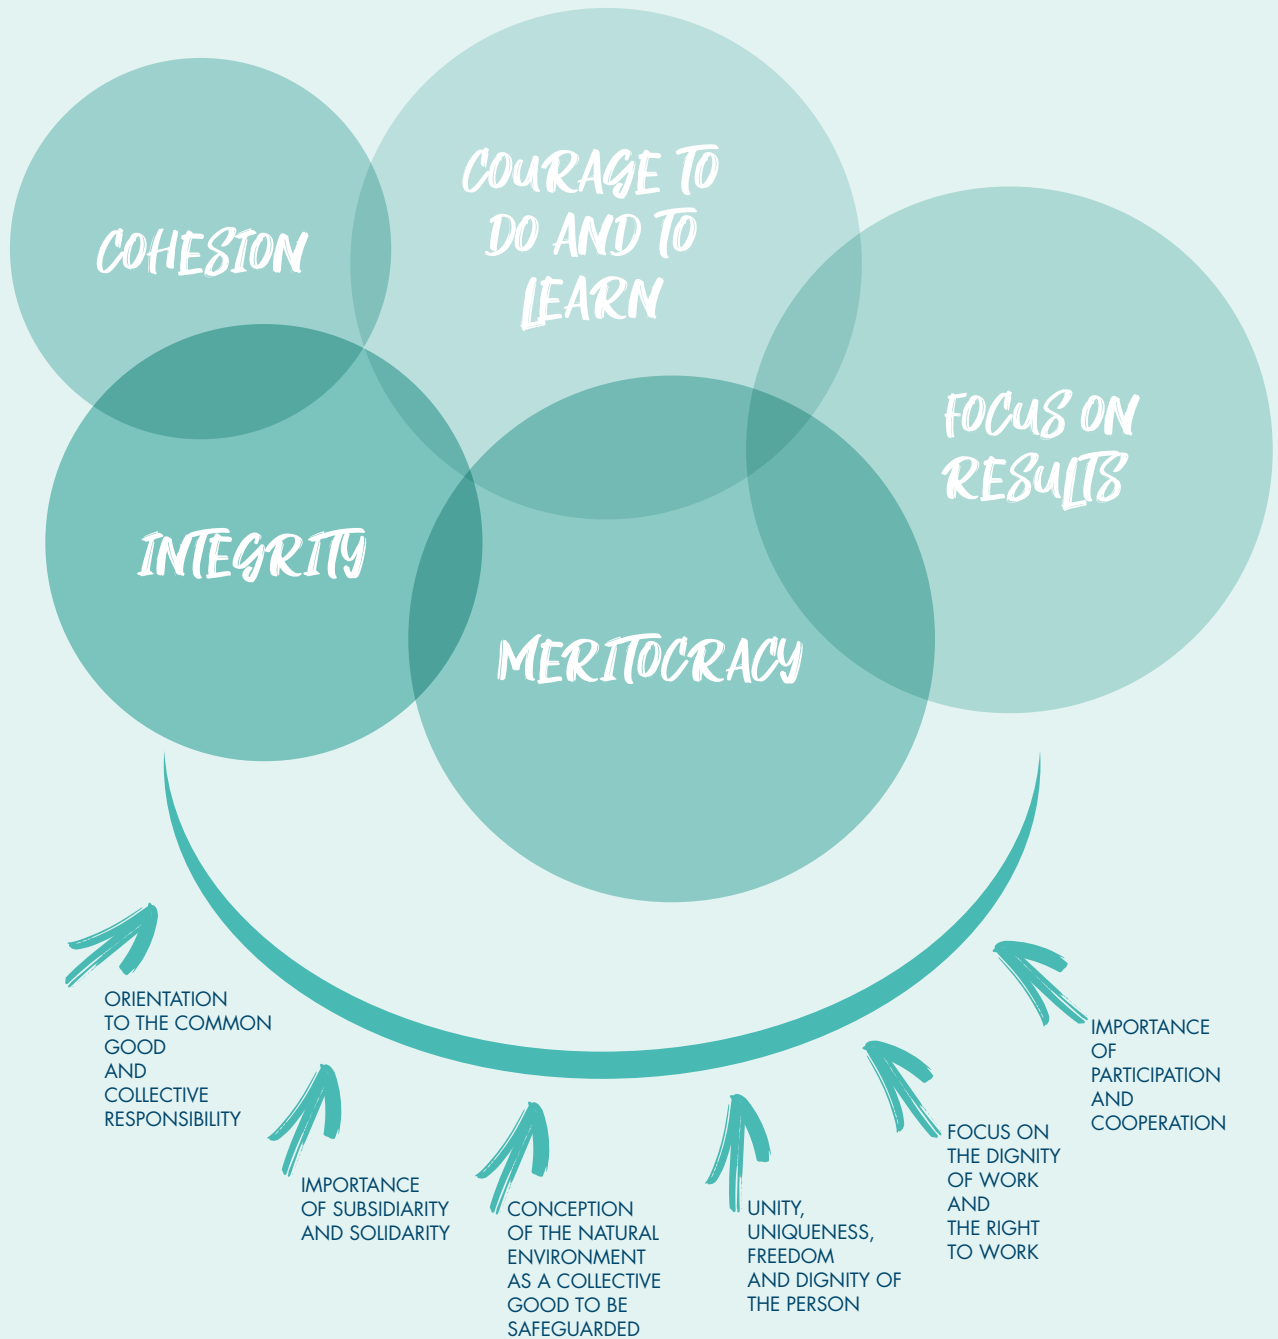 COHESION
COURAGE TO
DO AND TO
LEARN
FOCUS ON
RESULTS
INTEGRITY
MERITOCRACY
ORIENTATION
TO THE COMMON
GOOD
AND
COLLECTIVE
RESPONSIBILITY
IMPORTANCE
OF SUBSIDIARITY
AND SOLIDARITY
CONCEPTION
OF THE NATURAL
ENVIRONMENT
AS A COLLECTIVE
GOOD TO BE
SAFEGUARDED
UNITY,
UNIQUENESS,
FREEDOM
AND DIGNITY OF
THE PERSON
FOCUS ON
THE DIGNITY
OF WORK
AND
THE RIGHT
TO WORK
IMPORTANCE
OF
PARTICIPATION
AND
COOPERATION